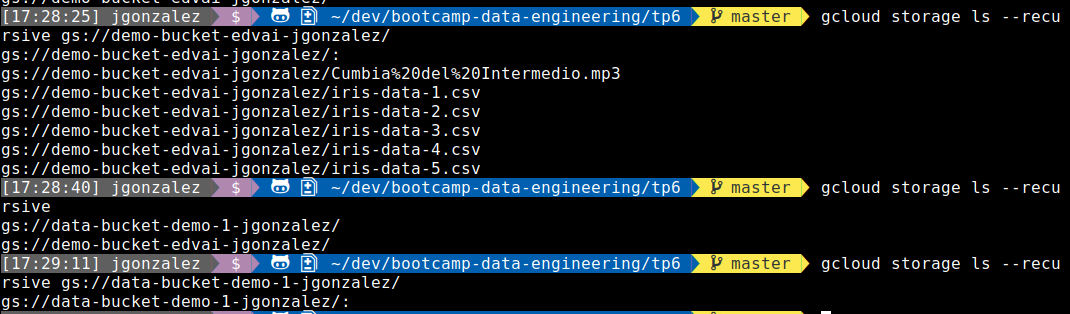 [17:28:25] jgonzalez $ ~/dev/bootcamp-data-engineering/tp6 master gcloud storage ls --recu
rsive gs://demo-bucket-edvai-jgonzalez/
gs://demo-bucket-edvai-jgonzalez/:
gs://demo-bucket-edvai-jgonzalez/Cumbia%20del%20Intermedio.mp3
gs://demo-bucket-edvai-jgonzalez/iris-data-1.csv
gs://demo-bucket-edvai-jgonzalez/iris-data-2.csv
gs://demo-bucket-edvai-jgonzalez/iris-data-3.csv
gs://demo-bucket-edvai-jgonzalez/iris-data-4.csv
gs://demo-bucket-edvai-jgonzalez/iris-data-5.csv
[17:28:40] jgonzalez $ ~/dev/bootcamp-data-engineering/tp6 master gcloud storage ls --recu
rsive
gs://data-bucket-demo-1-jgonzalez/
gs://demo-bucket-edvai-jgonzalez/
[17:29:11] jgonzalez $ ~/dev/bootcamp-data-engineering/tp6 master gcloud storage ls --recu
rsive gs://data-bucket-demo-1-jgonzalez/
gs://data-bucket-demo-1-jgonzalez/: